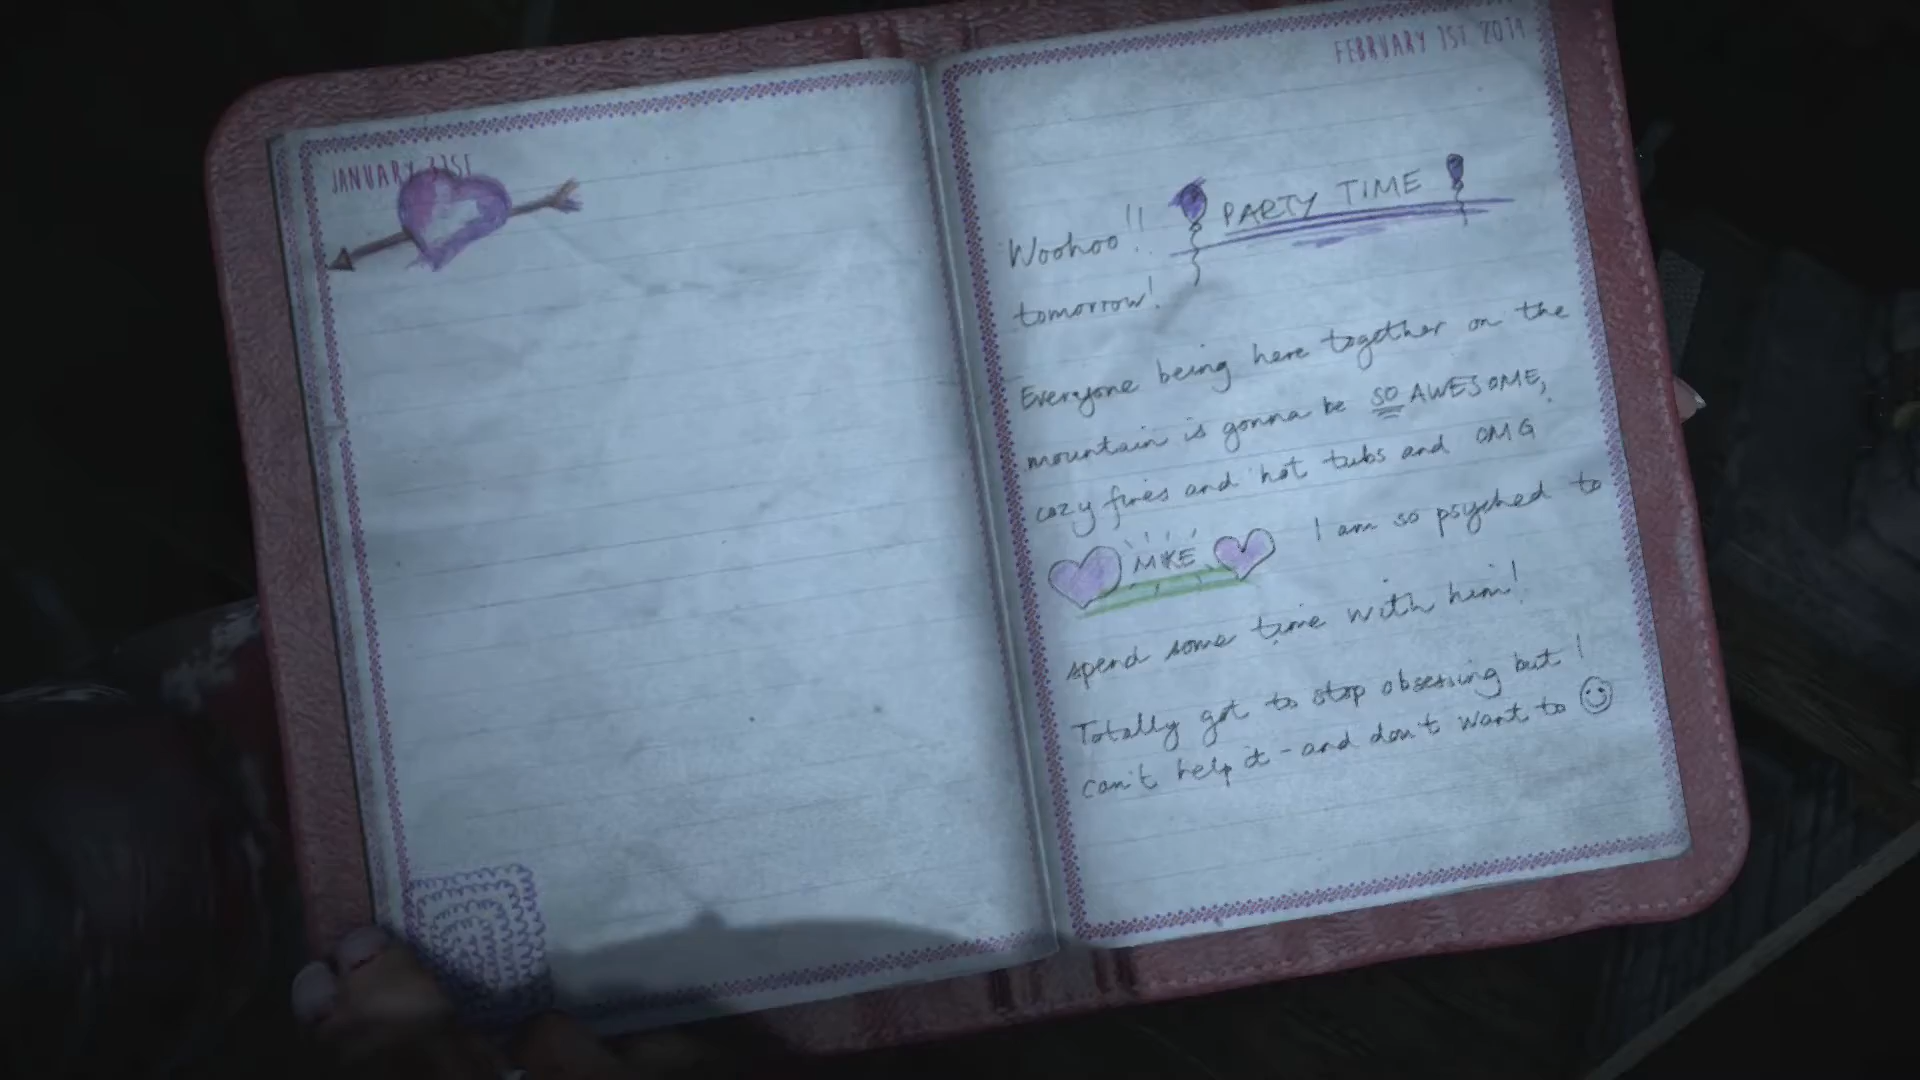 JANUARY 31ST
FEBRUARY 1ST 2014
Woohoo!! PARTY TIME
tomorrow!
Everyone being here together on the
mountain is gonna be SO AWESOME,
cozy fires and hot tubs and OMG
MIKE I am so psyched to
spend some time with him!
Totally got to stop obsessing but I
can't help it - and don't want to ☺